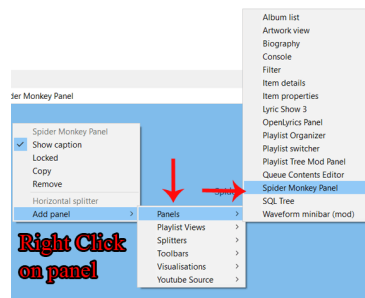 Album list
Artwork view
Biography
Console
Filter
Item details
Item properties
Lyric Show 3
OpenLyrics Panel
Playlist Organizer
Playlist switcher
Playlist Tree Mod Panel
Queue Contents Editor
Spider Monkey Panel
SQL Tree
Waveform minibar (mod)
der Monkey Panel
Spider Monkey Panel
Show caption
Locked
Copy
Remove
Horizontal splitter
Add panel
Spide
Panels
Playlist Views
Splitters
Toolbars
Visualisations
Youtube Source
Right Click
on panel